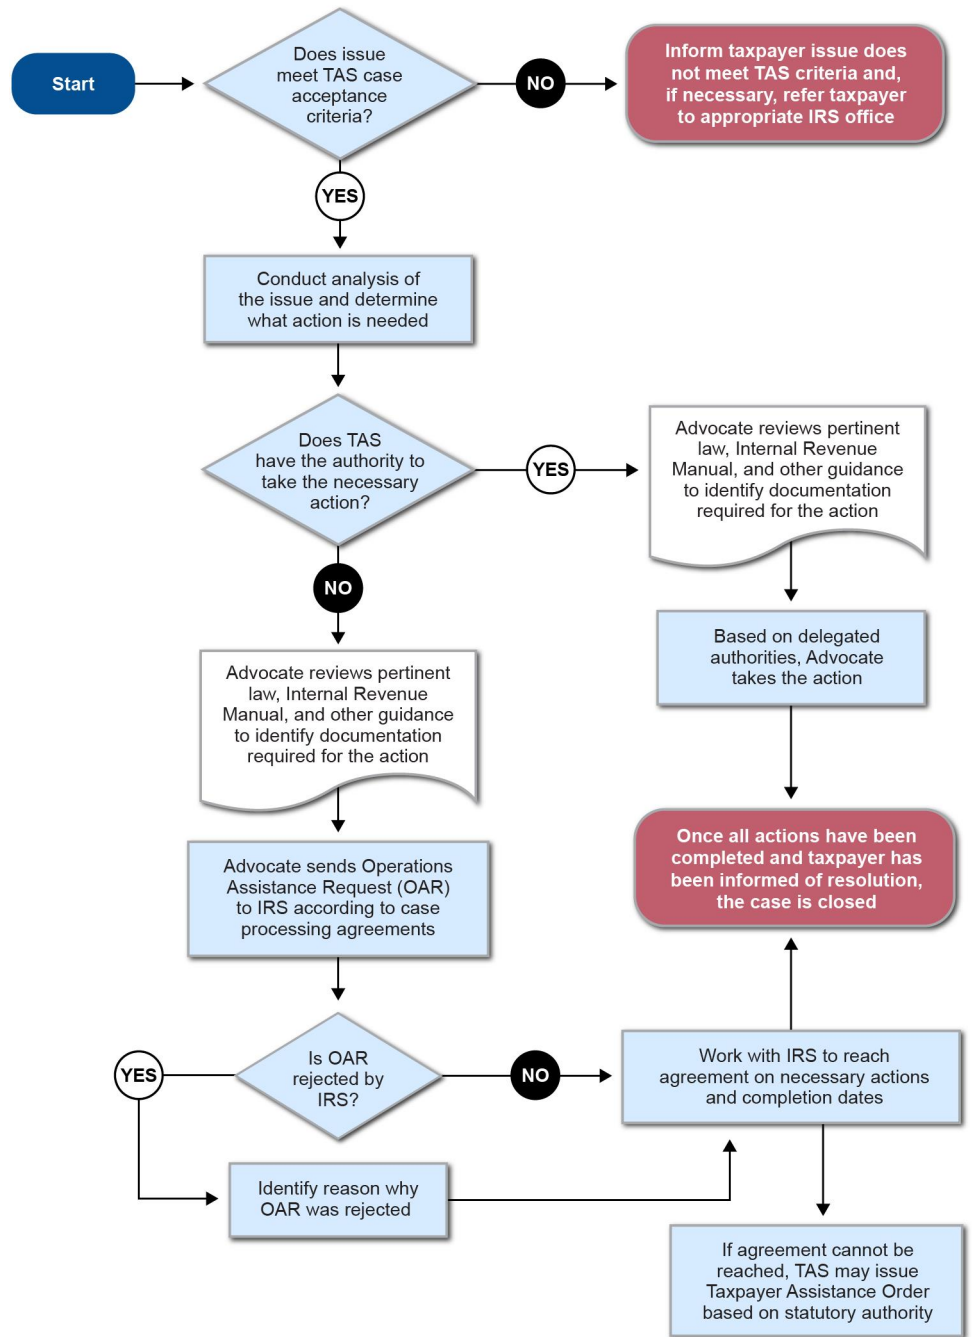 Start
Does issue
meet TAS case
acceptance
criteria?
NO
Inform taxpayer issue does
not meet TAS criteria and,
if necessary, refer taxpayer
to appropriate IRS office
YES
Conduct analysis of
the issue and determine
what action is needed
Does TAS
have the authority to
take the necessary
action?
YES
Advocate reviews pertinent
law, Internal Revenue
Manual, and other guidance
to identify documentation
required for the action
Based on delegated
authorities, Advocate
takes the action
NO
Advocate reviews pertinent
law, Internal Revenue
Manual, and other guidance
to identify documentation
required for the action
Advocate sends Operations
Assistance Request (OAR)
to IRS according to case
processing agreements
Once all actions have been
completed and taxpayer has
been informed of resolution,
the case is closed
Is OAR
rejected by
IRS?
YES
NO
Work with IRS to reach
agreement on necessary actions
and completion dates
Identify reason why
OAR was rejected
If agreement cannot be
reached, TAS may issue
Taxpayer Assistance Order
based on statutory authority